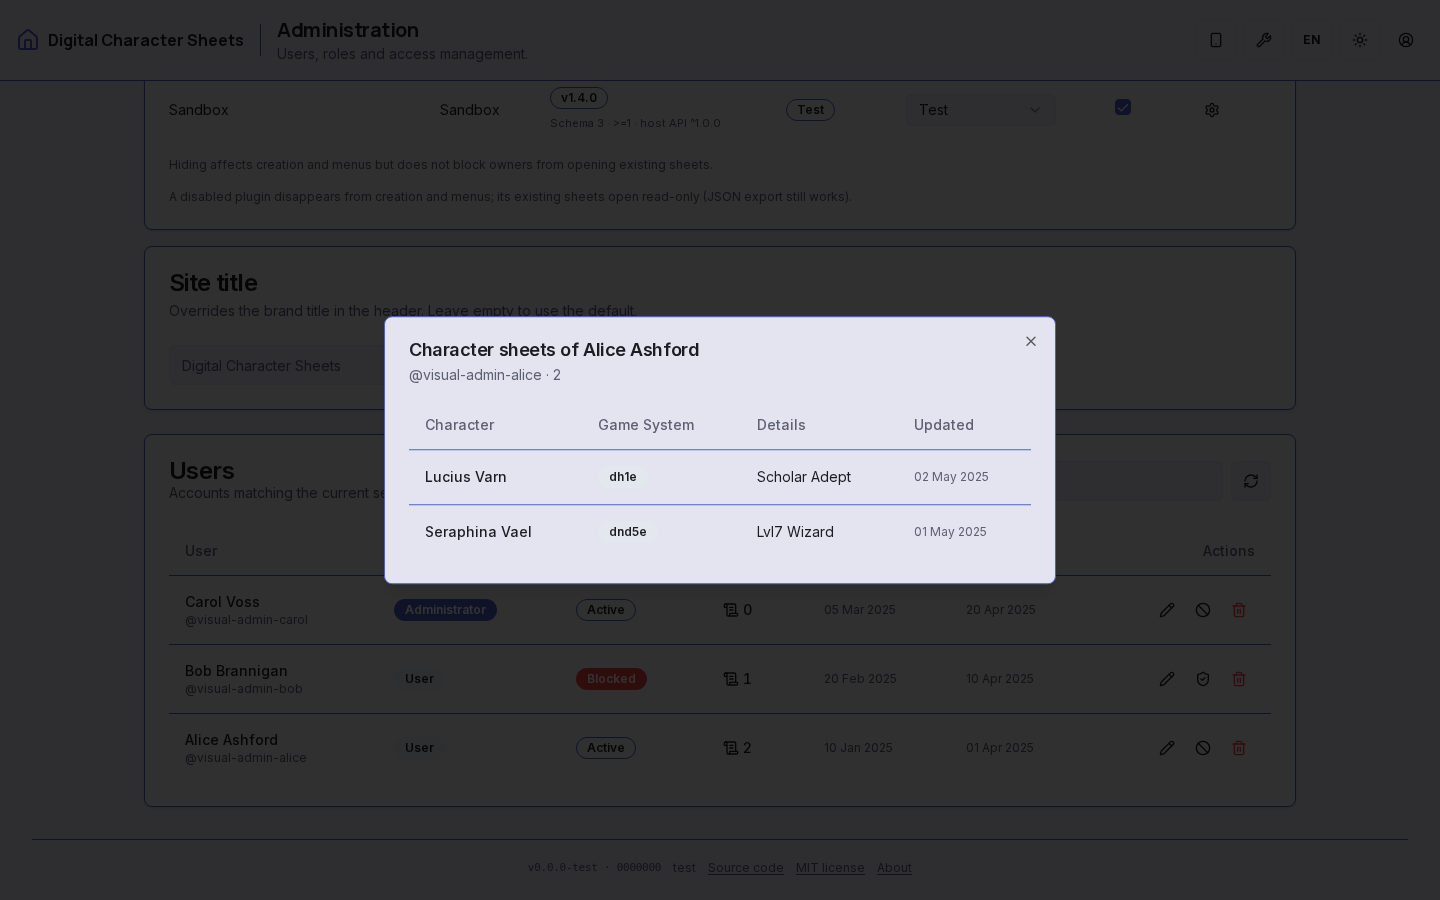 Digital Character Sheets
Administration
Users, roles and access management.
EN
Sandbox
Sandbox
v1.4.0
Schema 3 · >=1 · host API ^1.0.0
Test
Test
Hiding affects creation and menus but does not block owners from opening existing sheets.
A disabled plugin disappears from creation and menus; its existing sheets open read-only (JSON export still works).
Site title
Overrides the brand title in the header. Leave empty to use the default.
Digital Character Sheets
Character sheets of Alice Ashford
@visual-admin-alice · 2
Character Game System Details Updated
Lucius Varn dh1e Scholar Adept 02 May 2025
Seraphina Vael dnd5e Lvl7 Wizard 01 May 2025
Users
Accounts matching the current
User Actions
Carol Voss
@visual-admin-carol
Administrator Active 0 05 Mar 2025 20 Apr 2025
Bob Brannigan
@visual-admin-bob
User Blocked 1 20 Feb 2025 10 Apr 2025
Alice Ashford
@visual-admin-alice
User Active 2 10 Jan 2025 01 Apr 2025
v0.0.0-test · 0000000 test Source code MIT license About